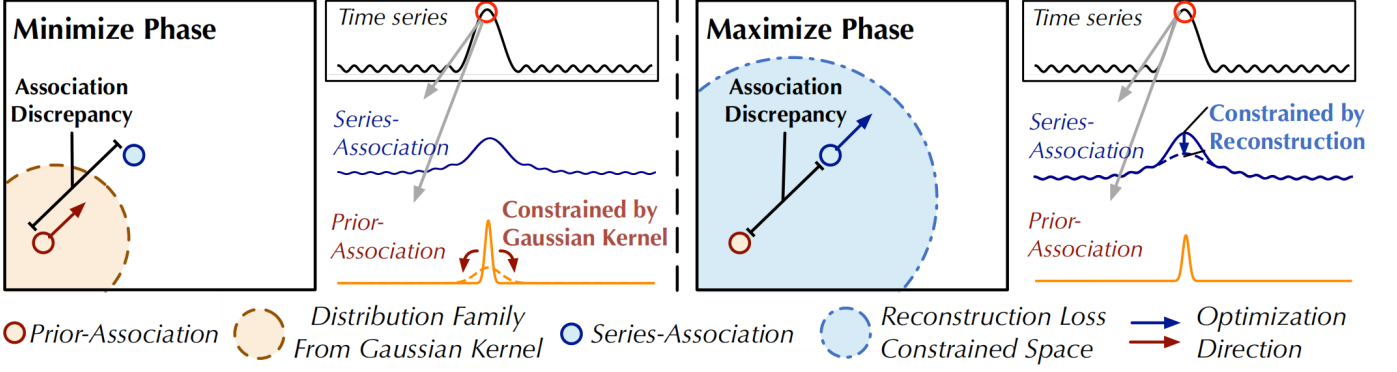 Minimize Phase
Association
Discrepancy
Time series
Series-
Association
Prior-
Association
Constrained by
Gaussian Kernel
Maximize Phase
Association
Discrepancy
Time series
Series-
Association
Constrained by
Reconstruction
Prior-
Association
Prior-Association
Distribution Family
From Gaussian Kernel
Series-Association
Reconstruction Loss
Constrained Space
Optimization
Direction